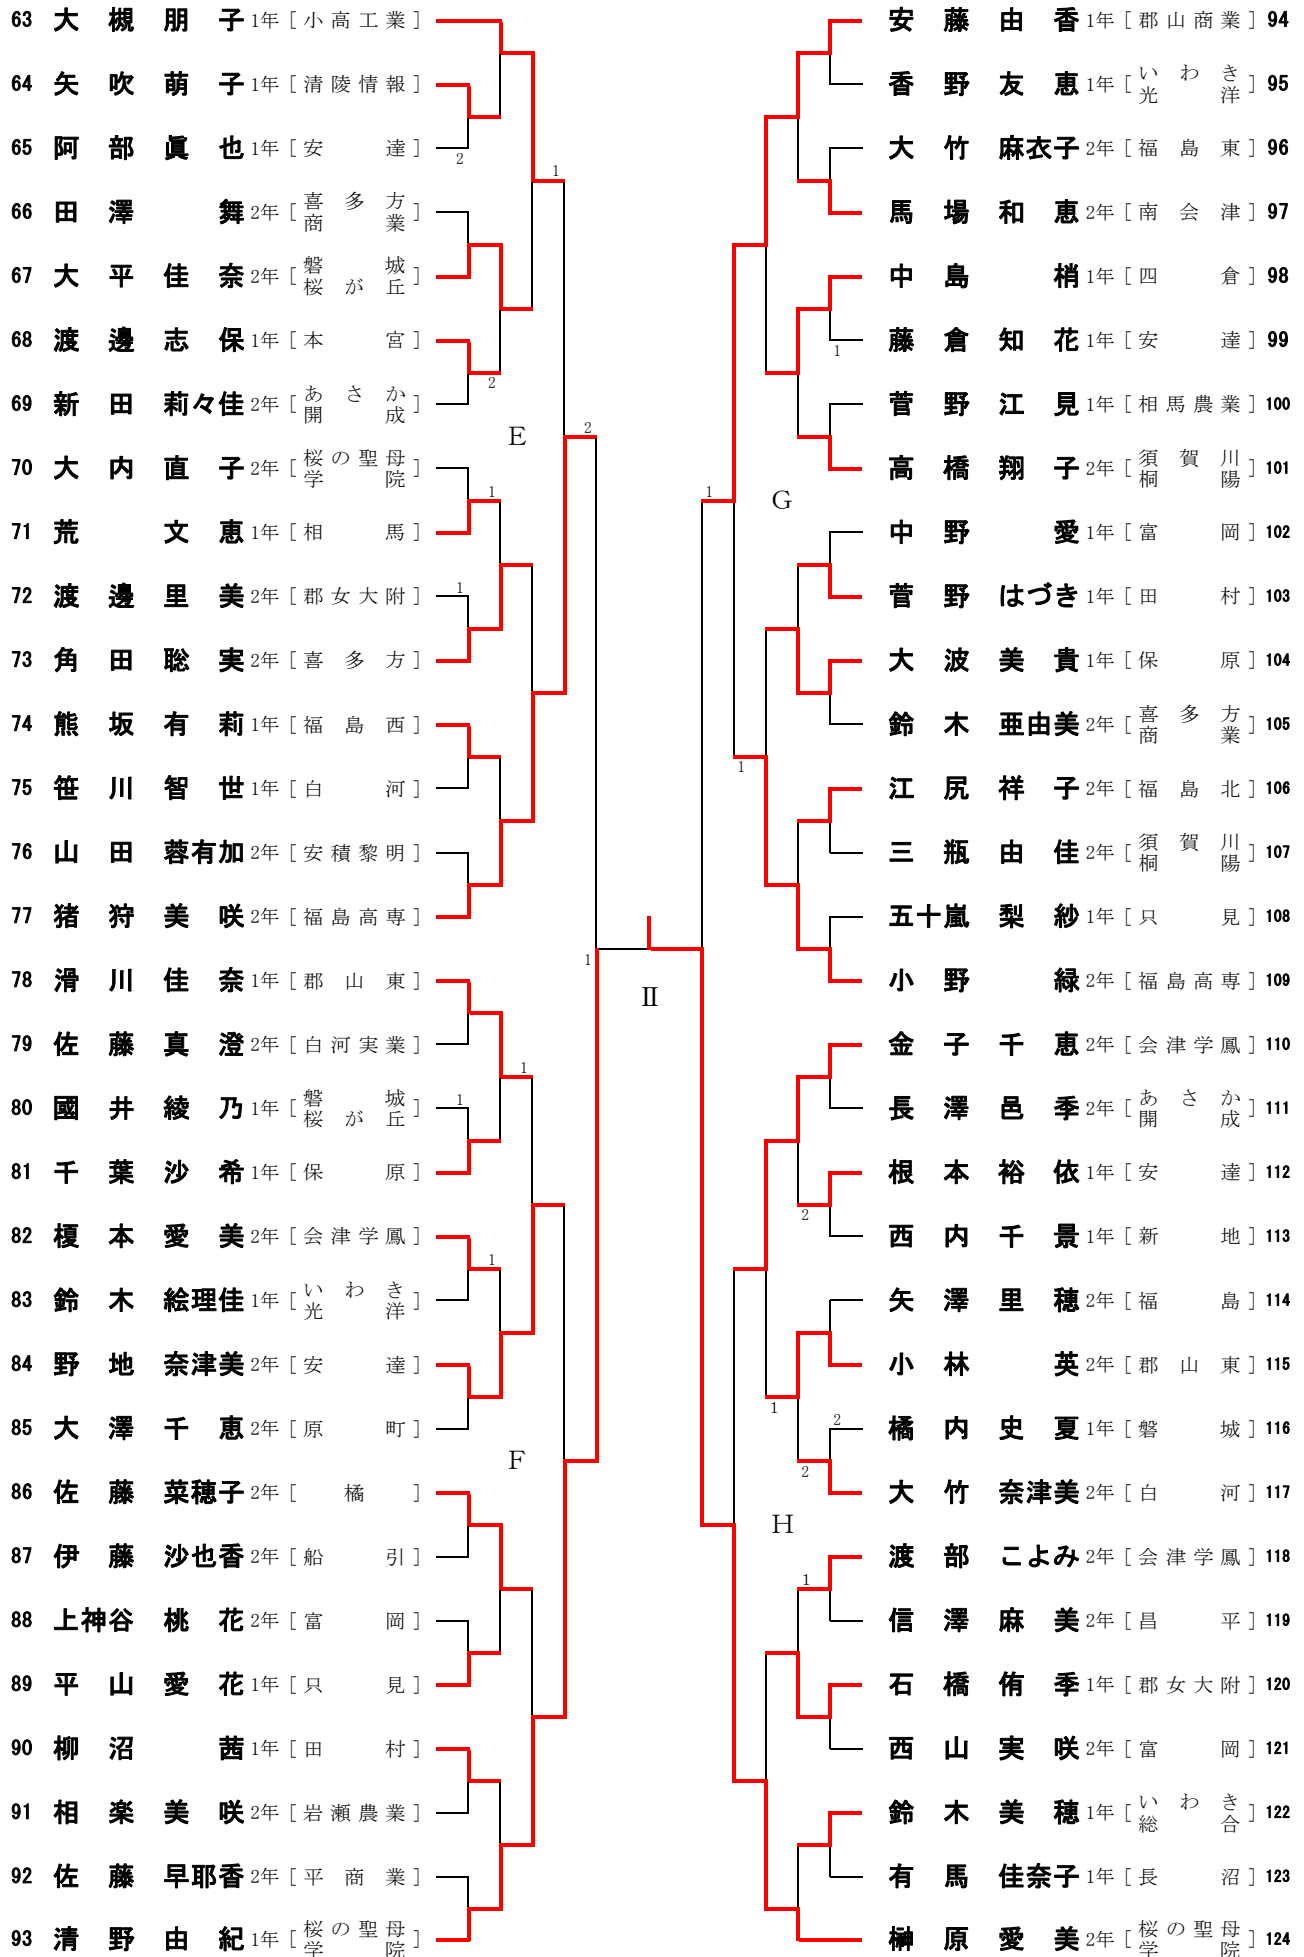 63 大槻朋子 1年 [小高工業]
64 矢吹萌子 1年 [清陵情報]
65 阿部眞也 1年 [安達]
2
1
66 田澤舞 2年 [喜多方商業]
67 大平佳奈 2年 [磐城桜が丘]
68 渡邊志保 1年 [本宮]
2
69 新田莉々佳 2年 [あさか開成]
E
2
70 大内直子 2年 [桜の聖母学院]
1
71 荒文恵 1年 [相馬]
72 渡邊里美 2年 [郡女大附]
1
73 角田聡実 2年 [喜多方]
74 熊坂有莉 1年 [福島西]
75 笹川智世 1年 [白河]
76 山田蓉有加 2年 [安積黎明]
77 猪狩美咲 2年 [福島高専]
1
78 滑川佳奈 1年 [郡山東]
79 佐藤真澄 2年 [白河実業]
1
80 國井綾乃 1年 [磐城桜が丘]
1
81 千葉沙希 1年 [保原]
82 榎本愛美 2年 [会津学鳳]
1
83 鈴木絵理佳 1年 [いわき光洋]
84 野地奈津美 2年 [安達]
85 大澤千恵 2年 [原町]
F
86 佐藤菜穂子 2年 [橘]
87 伊藤沙也香 2年 [船引]
88 上神谷桃花 2年 [富岡]
89 平山愛花 1年 [只見]
90 柳沼茜 1年 [田村]
91 相楽美咲 2年 [岩瀬農業]
92 佐藤早耶香 2年 [平商業]
93 清野由紀 1年 [桜の聖母学院]
Ⅱ
安藤由香 1年 [郡山商業] 94
香野友恵 1年 [いわき光洋] 95
大竹麻衣子 2年 [福島東] 96
馬場和恵 2年 [南会津] 97
中島梢 1年 [四倉] 98
藤倉知花 1年 [安達] 99
1
菅野江見 1年 [相馬農業] 100
高橋翔子 2年 [須賀川桐陽] 101
1
G
中野愛 1年 [富岡] 102
菅野はづき 1年 [田村] 103
大波美貴 1年 [保原] 104
鈴木亜由美 2年 [喜多方商業] 105
1
江尻祥子 2年 [福島北] 106
三瓶由佳 2年 [須賀川桐陽] 107
五十嵐梨紗 1年 [只見] 108
小野緑 2年 [福島高専] 109
金子千恵 2年 [会津学鳳] 110
長澤邑季 2年 [あさか開成] 111
根本裕依 1年 [安達] 112
2
西内千景 1年 [新地] 113
矢澤里穂 2年 [福島] 114
小林英 2年 [郡山東] 115
1
2
橘内史夏 1年 [磐城] 116
2
大竹奈津美 2年 [白河] 117
H
渡部こよみ 2年 [会津学鳳] 118
1
信澤麻美 2年 [昌平] 119
石橋侑季 1年 [郡女大附] 120
西山実咲 2年 [富岡] 121
鈴木美穂 1年 [いわき総合] 122
有馬佳奈子 1年 [長沼] 123
榊原愛美 2年 [桜の聖母学院] 124